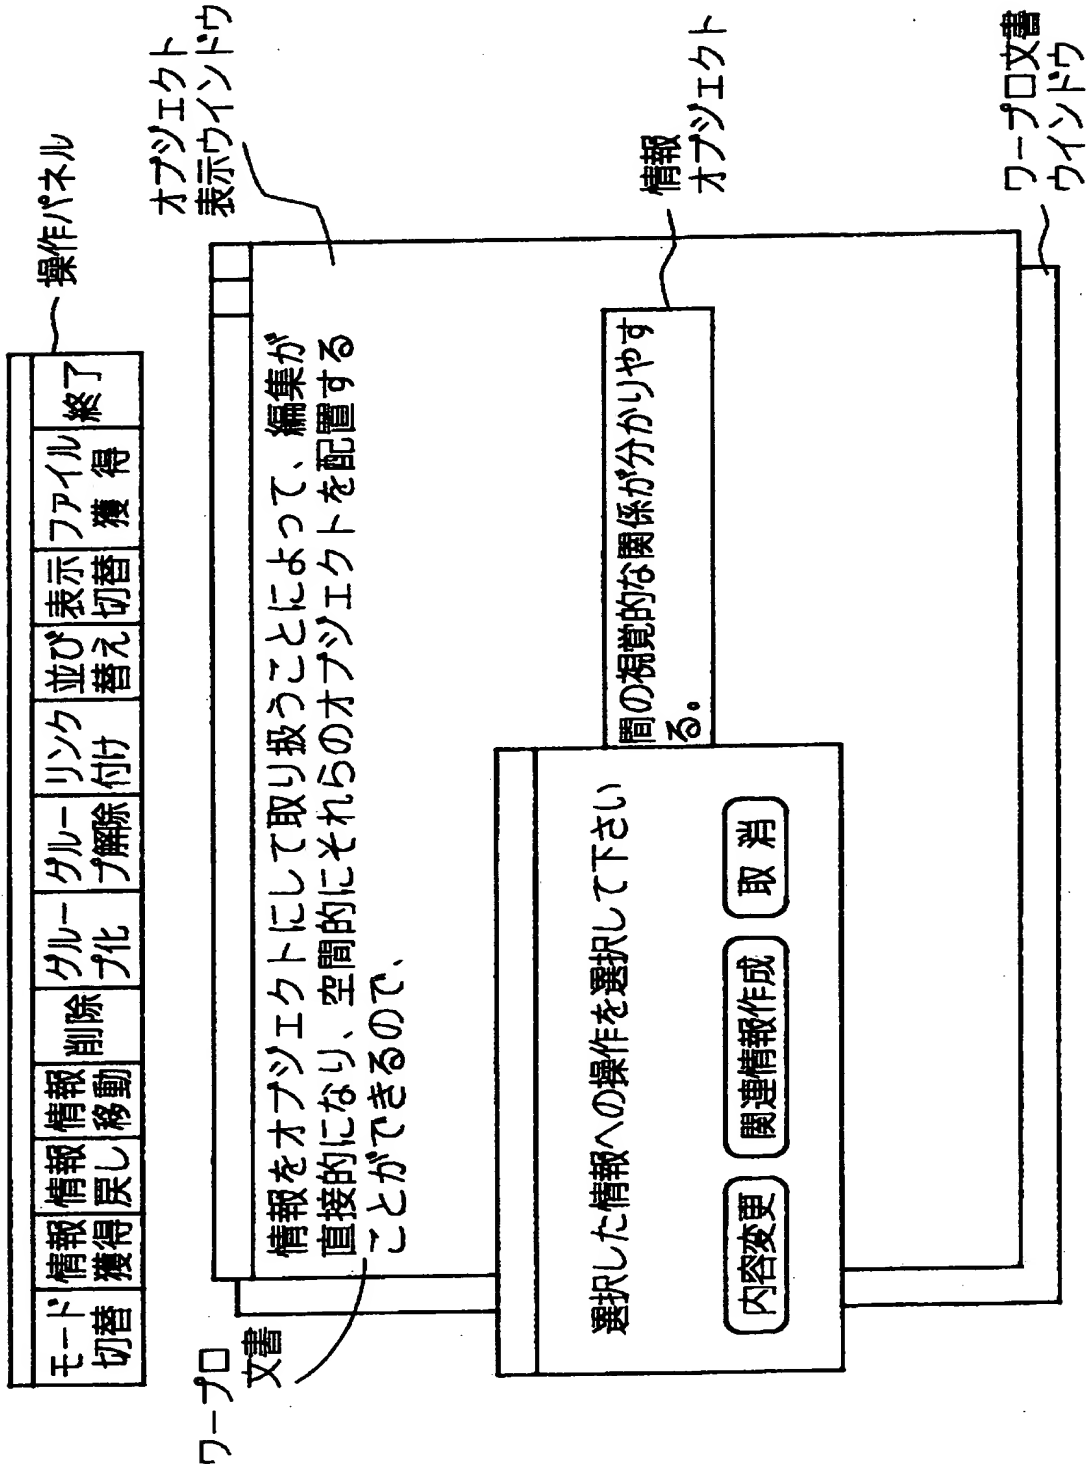 操作パネル
モード
切替
情報
獲得
情報
戻し
情報
移動
削除
グルー
プ化
グルー
プ解除
リンク
付け
並び
替え
表示
切替
ファイル
獲得
終了
オブジェクト
表示ウインドウ
ワープロ
文書
情報をオブジェクトにして取り扱うことによって、編集が
直接的になり、空間的にそれらのオブジェクトを配置する
ことができるので、
情報
オブジェクト
間の視覚的な関係が分かりやす
る。
選択した情報への操作を選択して下さい
内容変更
関連情報作成
取消
ワープロ文書
ウインドウ